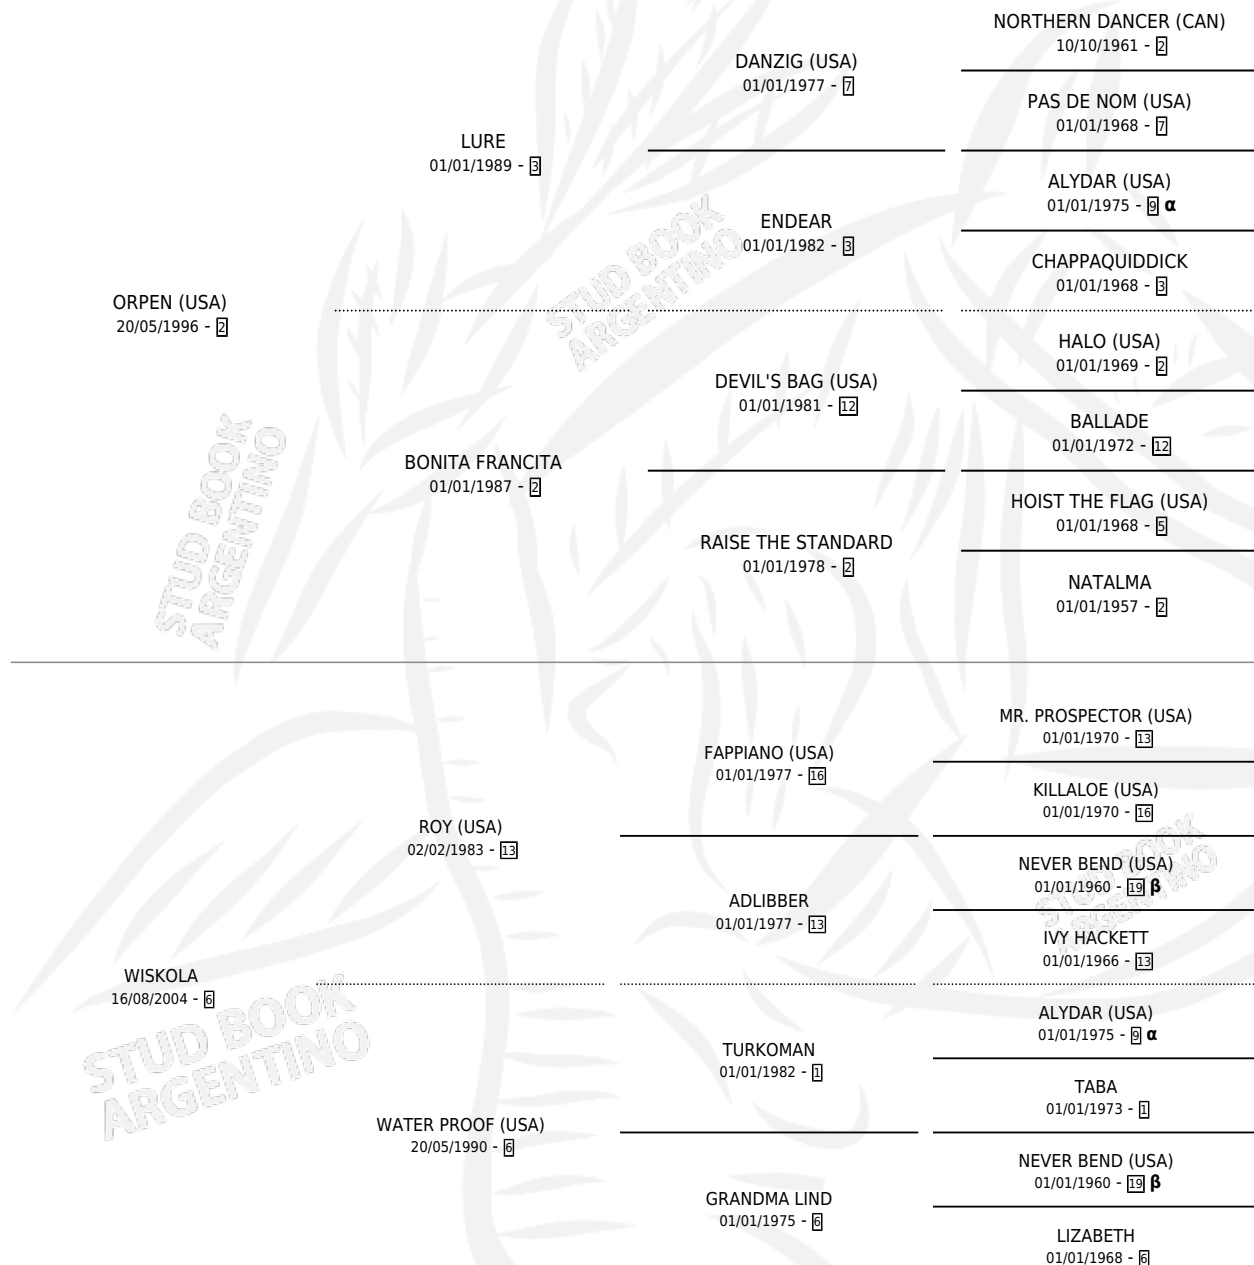 NORTHERN DANCER (CAN)
10/10/1961 - 2
DANZIG (USA)
01/01/1977 - 7
PAS DE NOM (USA)
01/01/1968 - 7
LURE
01/01/1989 - 3
ALYDAR (USA)
01/01/1975 - 9 α
ENDEAR
01/01/1982 - 3
CHAPPAQUIDDICK
01/01/1968 - 3
ORPEN (USA)
20/05/1996 - 2
HALO (USA)
01/01/1969 - 2
DEVIL'S BAG (USA)
01/01/1981 - 12
BALLADE
01/01/1972 - 12
BONITA FRANCITA
01/01/1987 - 2
HOIST THE FLAG (USA)
01/01/1968 - 5
RAISE THE STANDARD
01/01/1978 - 2
NATALMA
01/01/1957 - 2
MR. PROSPECTOR (USA)
01/01/1970 - 13
FAPPIANO (USA)
01/01/1977 - 16
KILLALOE (USA)
01/01/1970 - 16
ROY (USA)
02/02/1983 - 13
NEVER BEND (USA)
01/01/1960 - 19 β
ADLIBBER
01/01/1977 - 13
IVY HACKETT
01/01/1966 - 13
WISKOLA
16/08/2004 - 6
ALYDAR (USA)
01/01/1975 - 9 α
TURKOMAN
01/01/1982 - 1
TABA
01/01/1973 - 1
WATER PROOF (USA)
20/05/1990 - 6
NEVER BEND (USA)
01/01/1960 - 19 β
GRANDMA LIND
01/01/1975 - 6
LIZABETH
01/01/1968 - 6
STUD BOOK
ARGENTINO
STUD BOOK
ARGENTINO
STUD BOOK
ARGENTINO
STUD BOOK
ARGENTINO